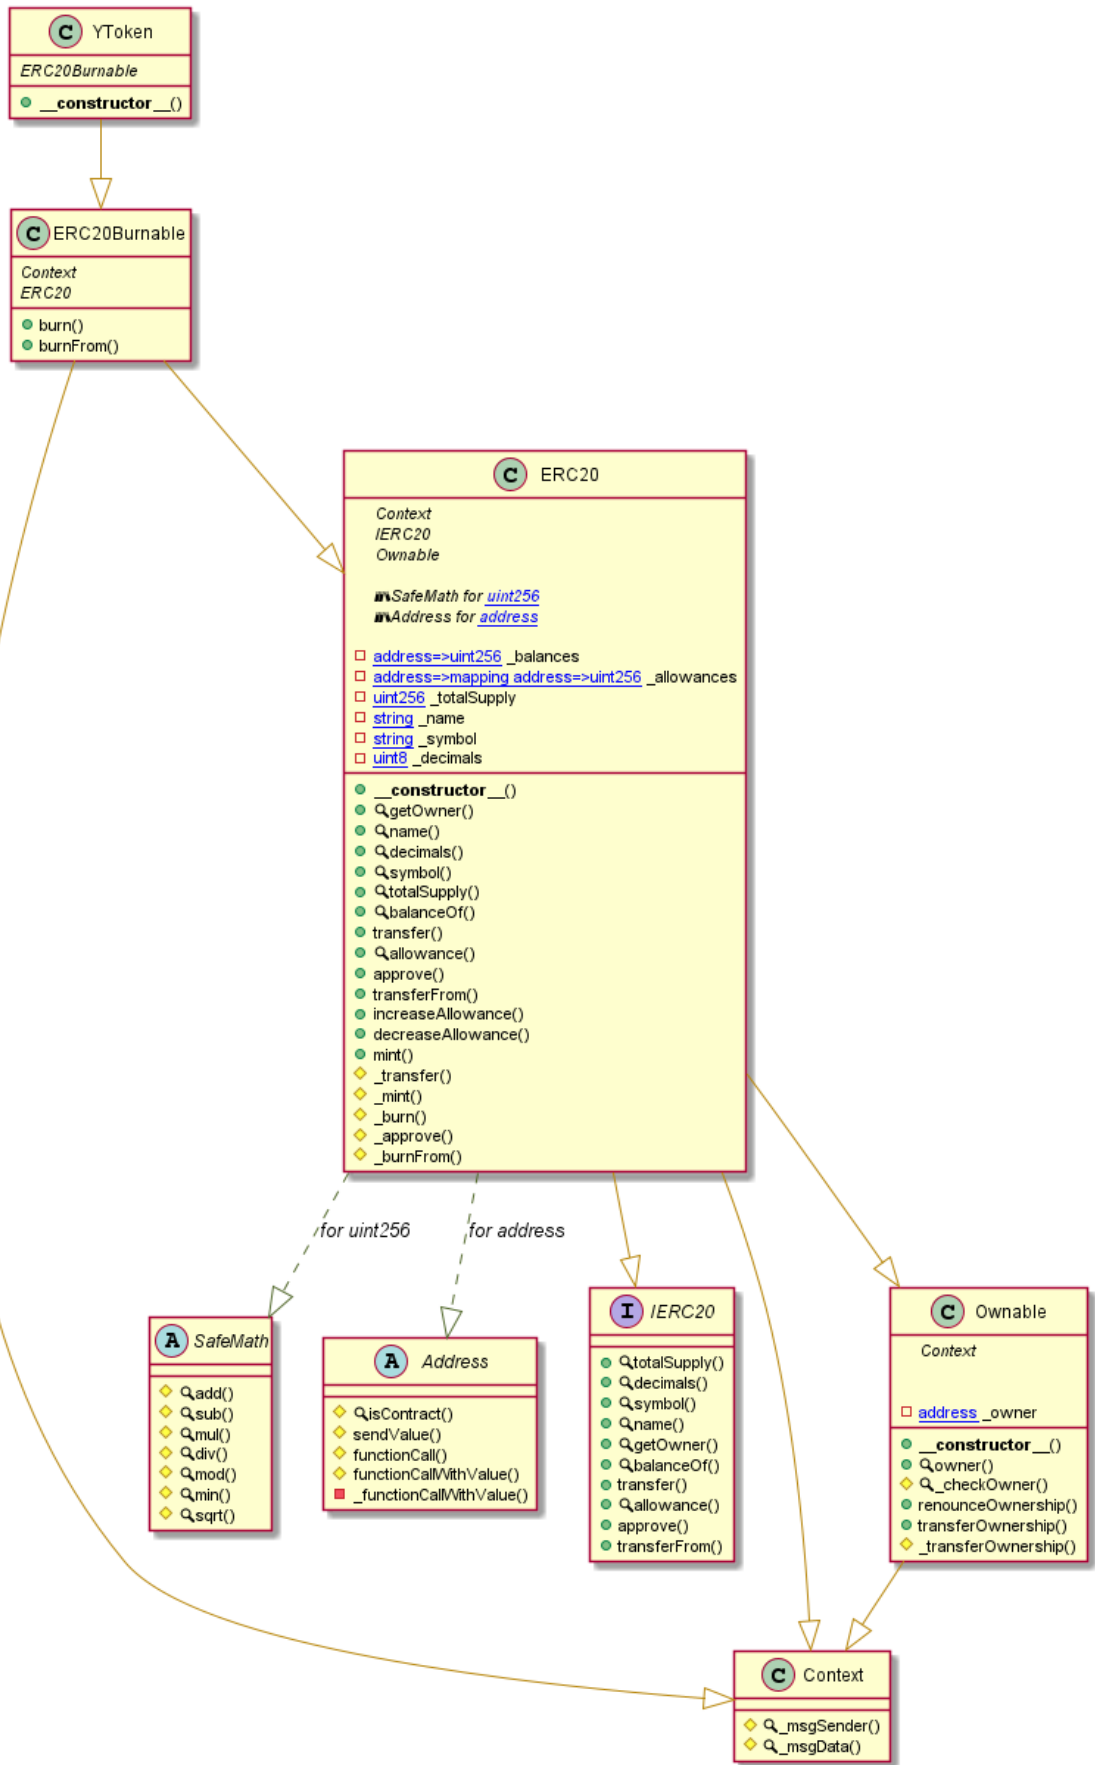 C YToken
ERC20Burnable
__constructor__()
C ERC20Burnable
Context
ERC20
burn()
burnFrom()
C ERC20
Context
IERC20
Ownable
SafeMath for uint256
Address for address
address=>uint256 _balances
address=>mapping address=>uint256 _allowances
uint256 _totalSupply
string _name
string _symbol
uint8 _decimals
__constructor__()
getOwner()
name()
decimals()
symbol()
totalSupply()
balanceOf()
transfer()
allowance()
approve()
transferFrom()
increaseAllowance()
decreaseAllowance()
mint()
_transfer()
_mint()
_burn()
_approve()
_burnFrom()
for uint256
for address
A SafeMath
add()
sub()
mul()
div()
mod()
min()
sqrt()
A Address
isContract()
sendValue()
functionCall()
functionCallWithValue()
_functionCallWithValue()
I IERC20
totalSupply()
decimals()
symbol()
name()
getOwner()
balanceOf()
transfer()
allowance()
approve()
transferFrom()
C Ownable
Context
address _owner
__constructor__()
owner()
_checkOwner()
renounceOwnership()
transferOwnership()
_transferOwnership()
C Context
_msgSender()
_msgData()